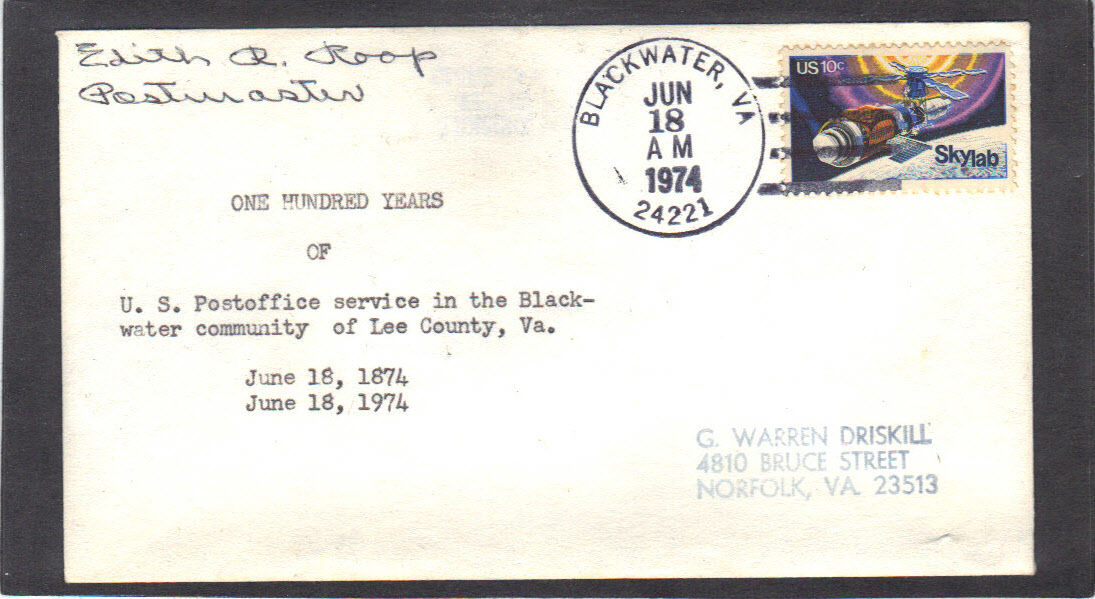 Edith R. Roop
Postmaster
BLACKWATER, VA
JUN
18
AM
1974
24221
US 10c
Skylab
ONE HUNDRED YEARS
OF
U. S. Postoffice service in the Black-
water community of Lee County, Va.
June 18, 1874
June 18, 1974
G. WARREN DRISKILL
4810 BRUCE STREET
NORFOLK, VA. 23513